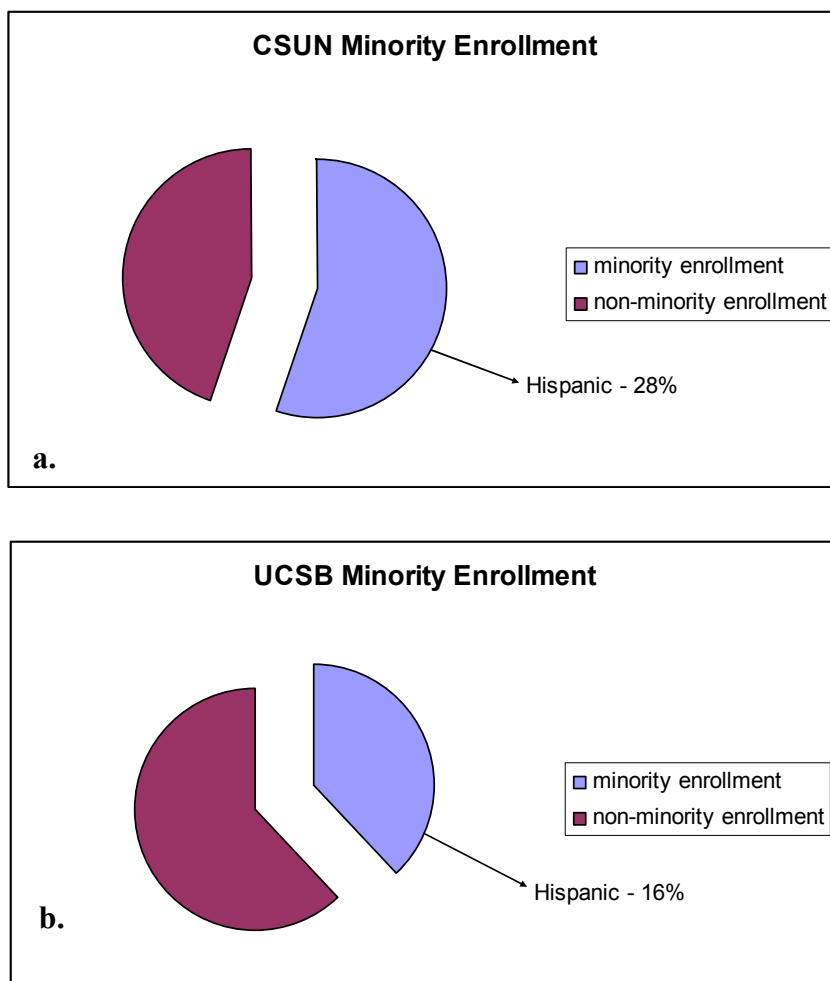 CSUN Minority Enrollment
minority enrollment
non-minority enrollment
Hispanic - 28%
a.
UCSB Minority Enrollment
minority enrollment
non-minority enrollment
Hispanic - 16%
b.